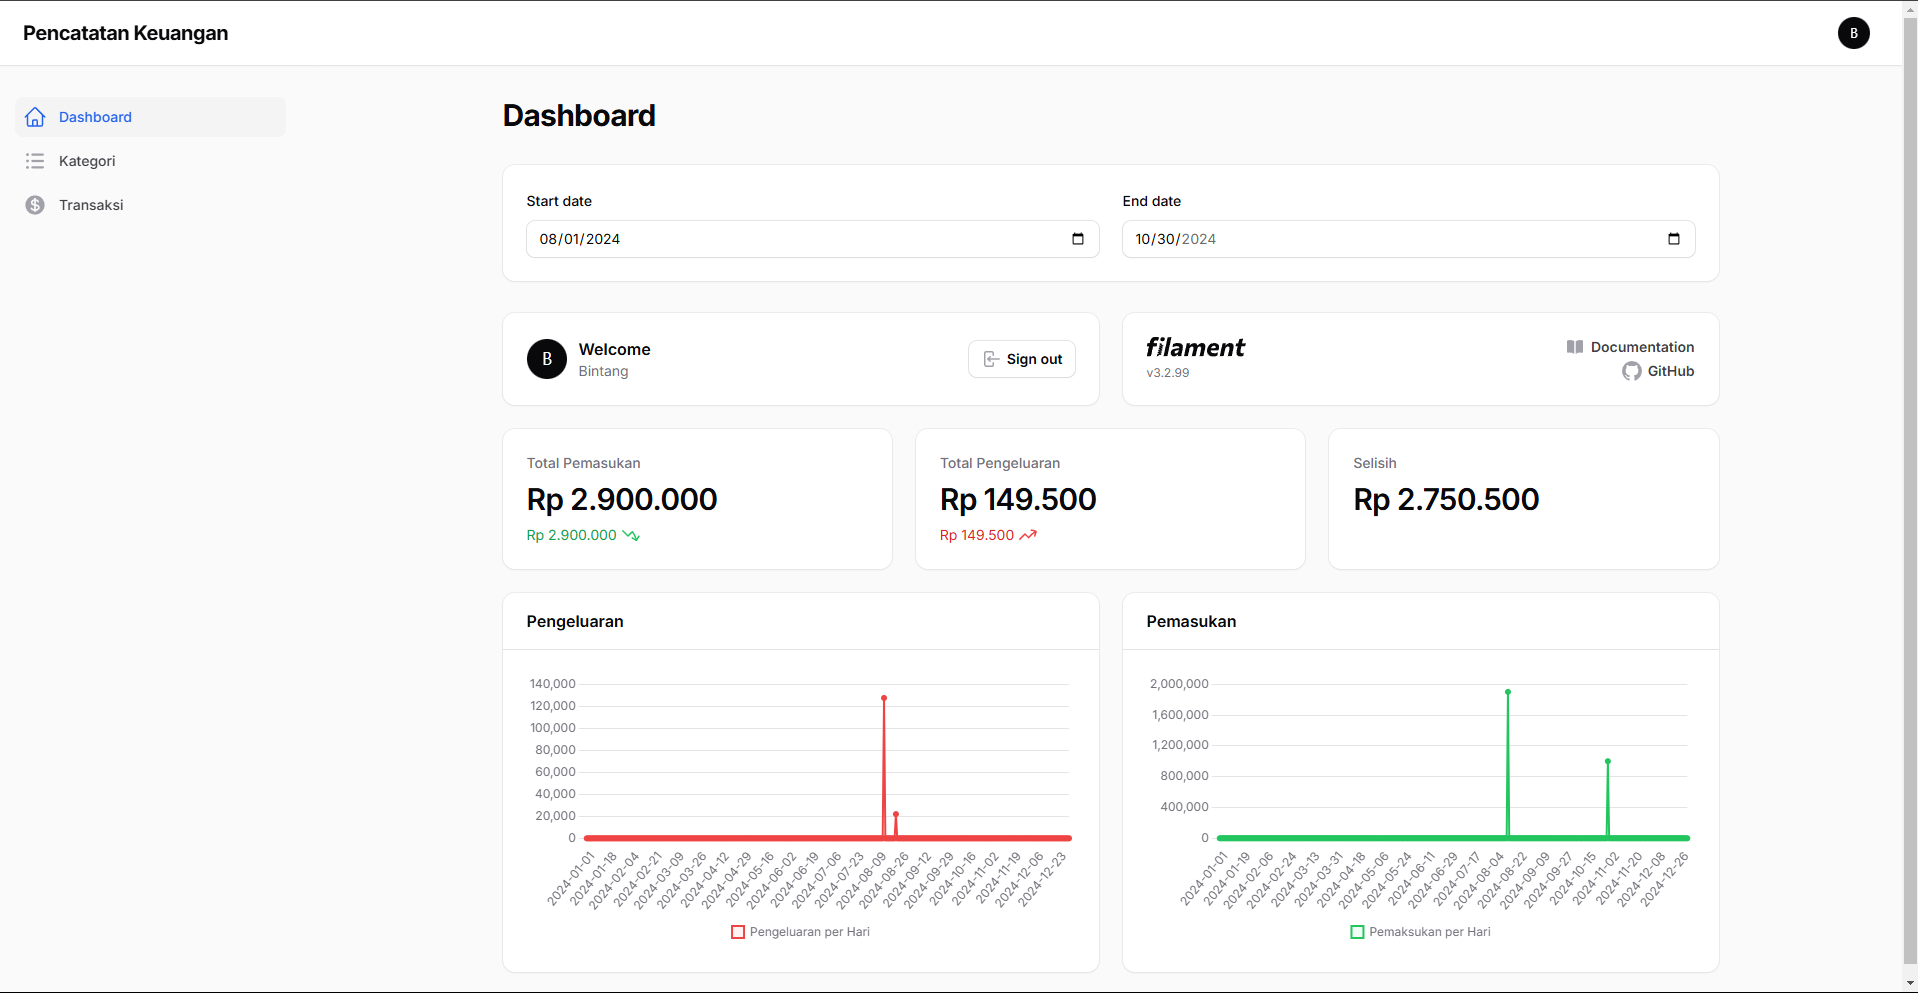 Pencatatan Keuangan
B
Dashboard
Kategori
Transaksi
Dashboard
Start date
08/01/2024
End date
10/30/2024
B
Welcome
Bintang
Sign out
filament
v3.2.99
Documentation
GitHub
Total Pemasukan
Rp 2.900.000
Rp 2.900.000
Total Pengeluaran
Rp 149.500
Rp 149.500
Selisih
Rp 2.750.500
Pengeluaran
140,000
120,000
100,000
80,000
60,000
40,000
20,000
0
2024-01-01
2024-01-18
2024-02-04
2024-02-21
2024-03-09
2024-03-26
2024-04-12
2024-04-29
2024-05-16
2024-06-02
2024-06-19
2024-07-06
2024-07-23
2024-08-09
2024-08-26
2024-09-12
2024-09-29
2024-10-16
2024-11-02
2024-11-19
2024-12-06
2024-12-23
Pengeluaran per Hari
Pemasukan
2,000,000
1,600,000
1,200,000
800,000
400,000
0
2024-01-01
2024-01-19
2024-02-06
2024-02-24
2024-03-13
2024-03-31
2024-04-18
2024-05-06
2024-05-24
2024-06-11
2024-06-29
2024-07-17
2024-08-04
2024-08-22
2024-09-09
2024-09-27
2024-10-15
2024-11-02
2024-11-20
2024-12-08
2024-12-26
Pemaksukan per Hari